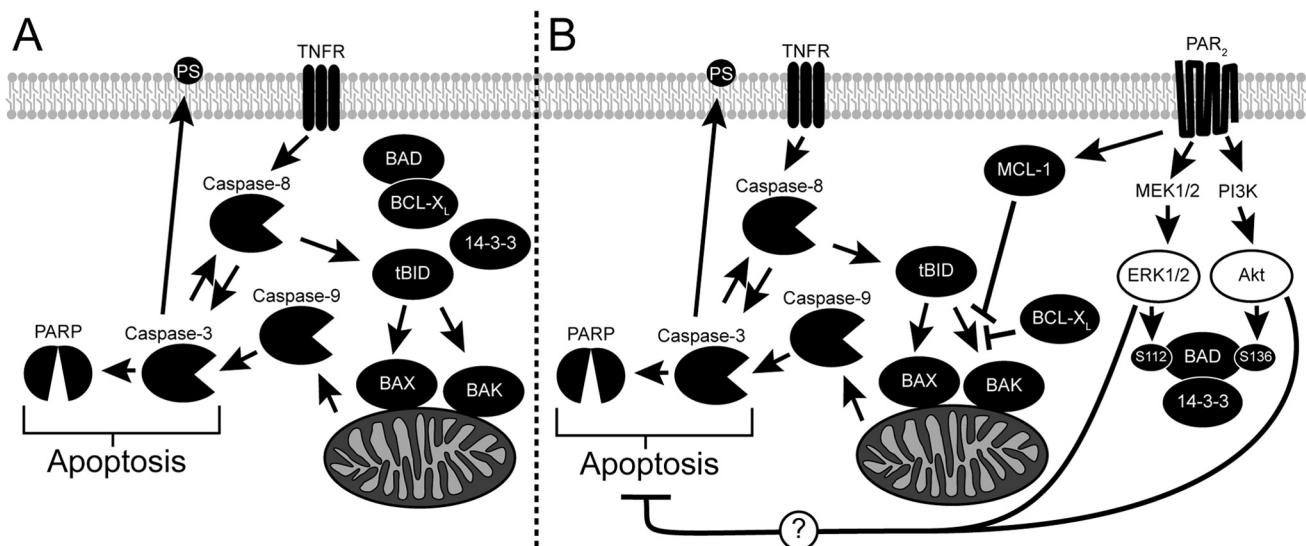 A
PS
TNFR
BAD
Caspase-8
BCL-XL
14-3-3
tBID
Caspase-9
PARP
Caspase-3
BAX
BAK
Apoptosis
B
PS
TNFR
PAR2
MCL-1
Caspase-8
MEK1/2
PI3K
tBID
ERK1/2
Akt
Caspase-9
BCL-XL
PARP
Caspase-3
S112
BAD
S136
BAX
BAK
14-3-3
Apoptosis
?